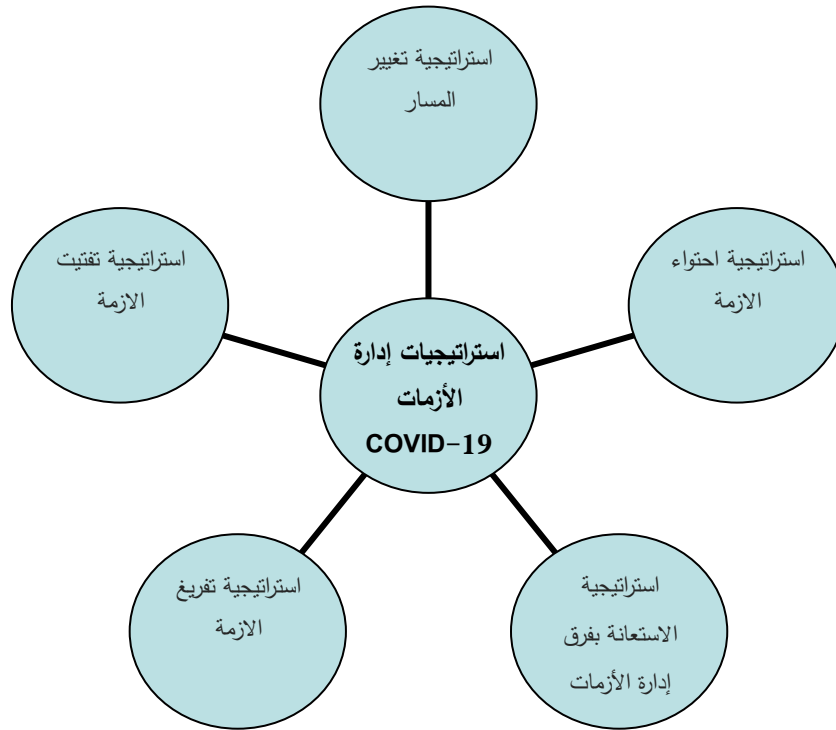 استراتيجية تغيير
المسار
استراتيجية احتواء
الازمة
استراتيجية تفتيت
الازمة
استراتيجيات إدارة
الأزمات
COVID-19
استراتيجية
الاستعانة بفرق
إدارة الأزمات
استراتيجية تفريغ
الازمة